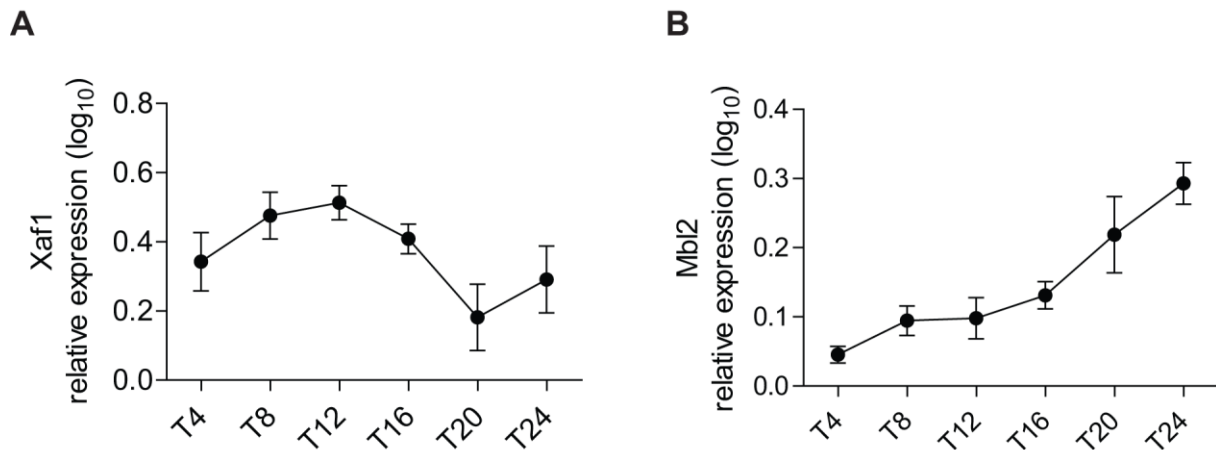 A
Xaf1
relative expression (log10)
0.8
0.6
0.4
0.2
0.0
T4
T8
T12
T16
T20
T24
B
Mbl2
relative expression (log10)
0.4
0.3
0.2
0.1
0.0
T4
T8
T12
T16
T20
T24